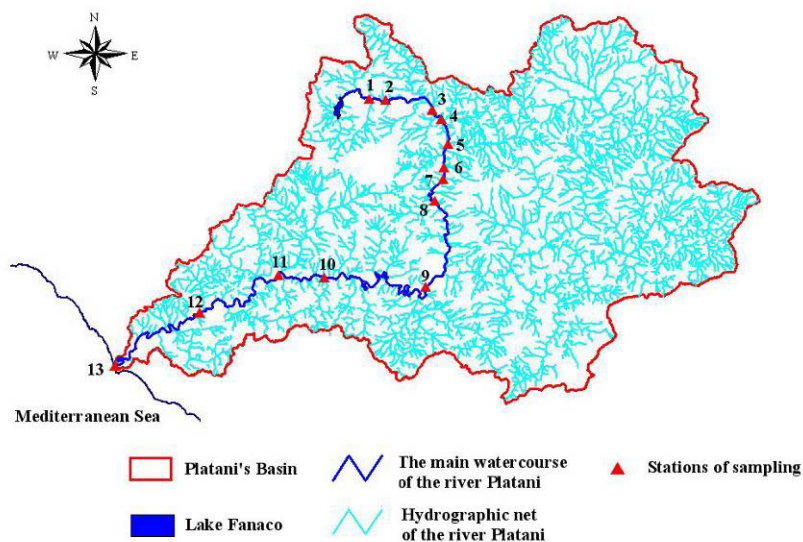 N
W E
S
1 2
3
4
5
6
7
8
9
11 10
12
13
Mediterranean Sea
Platani's Basin
The main watercourse
of the river Platani
Stations of sampling
Lake Fanaco
Hydrographic net
of the river Platani